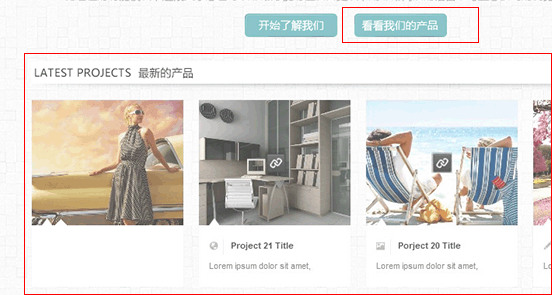 开始了解我们
看看我们的产品
LATEST PROJECTS 最新的产品
Porject 21 Title
Porject 20 Title
Lorem ipsum dolor sit amet,
Lorem ipsum dolor sit amet,